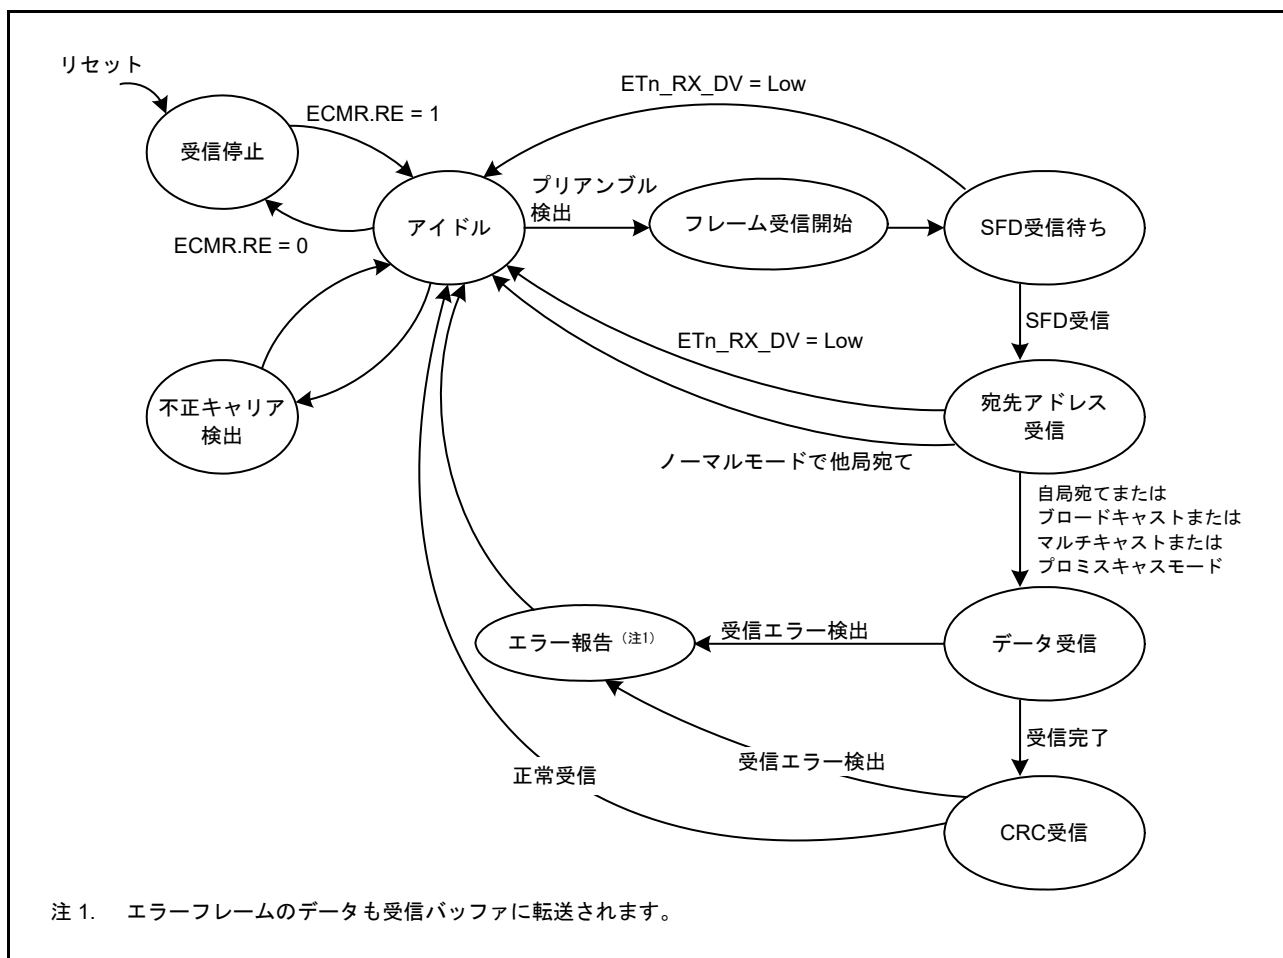 リセット
ETn_RX_DV = Low
ECMR.RE = 1
受信停止
プリアンブル
検出
アイドル
フレーム受信開始
SFD受信待ち
ECMR.RE = 0
SFD受信
ETn_RX_DV = Low
不正キャリア
検出
宛先アドレス
受信
ノーマルモードで他局宛て
自局宛てまたは
ブロードキャストまたは
マルチキャストまたは
プロミスキャスモード
エラー報告（注1）
受信エラー検出
データ受信
受信完了
受信エラー検出
正常受信
CRC受信
注 1. エラーフレームのデータも受信バッファに転送されます。